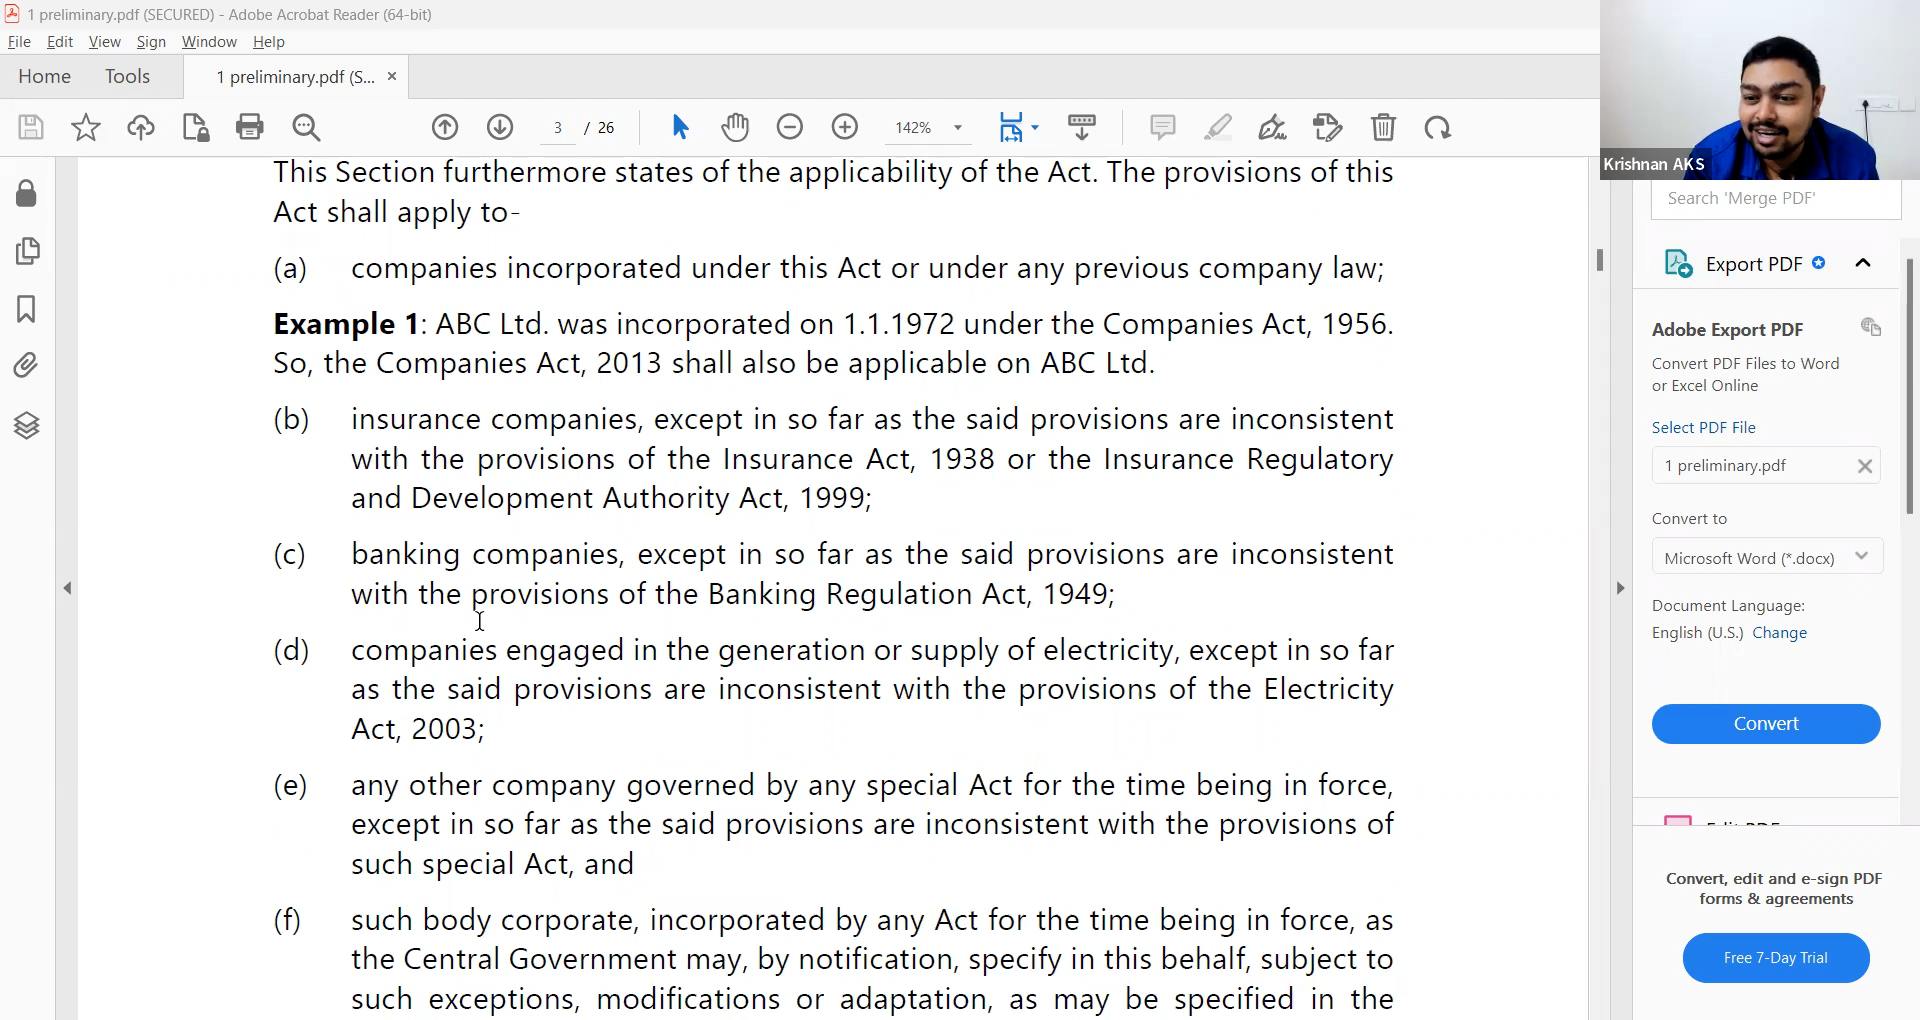 1 preliminary.pdf (SECURED) - Adobe Acrobat Reader (64-bit)
File Edit View Sign Window Help
Home Tools 1 preliminary.pdf (S... ×
3 / 26 142%
Krishnan AKS
This Section furthermore states of the applicability of the Act. The provisions of this
Act shall apply to-
(a) companies incorporated under this Act or under any previous company law;
Example 1: ABC Ltd. was incorporated on 1.1.1972 under the Companies Act, 1956.
So, the Companies Act, 2013 shall also be applicable on ABC Ltd.
(b) insurance companies, except in so far as the said provisions are inconsistent
with the provisions of the Insurance Act, 1938 or the Insurance Regulatory
and Development Authority Act, 1999;
(c) banking companies, except in so far as the said provisions are inconsistent
with the provisions of the Banking Regulation Act, 1949;
(d) companies engaged in the generation or supply of electricity, except in so far
as the said provisions are inconsistent with the provisions of the Electricity
Act, 2003;
(e) any other company governed by any special Act for the time being in force,
except in so far as the said provisions are inconsistent with the provisions of
such special Act, and
(f) such body corporate, incorporated by any Act for the time being in force, as
the Central Government may, by notification, specify in this behalf, subject to
such exceptions, modifications or adaptation, as may be specified in the
Search 'Merge PDF'
Export PDF
Adobe Export PDF
Convert PDF Files to Word
or Excel Online
Select PDF File
1 preliminary.pdf
Convert to
Microsoft Word (*.docx)
Document Language:
English (U.S.) Change
Convert
Edit PDF
Convert, edit and e-sign PDF
forms & agreements
Free 7-Day Trial